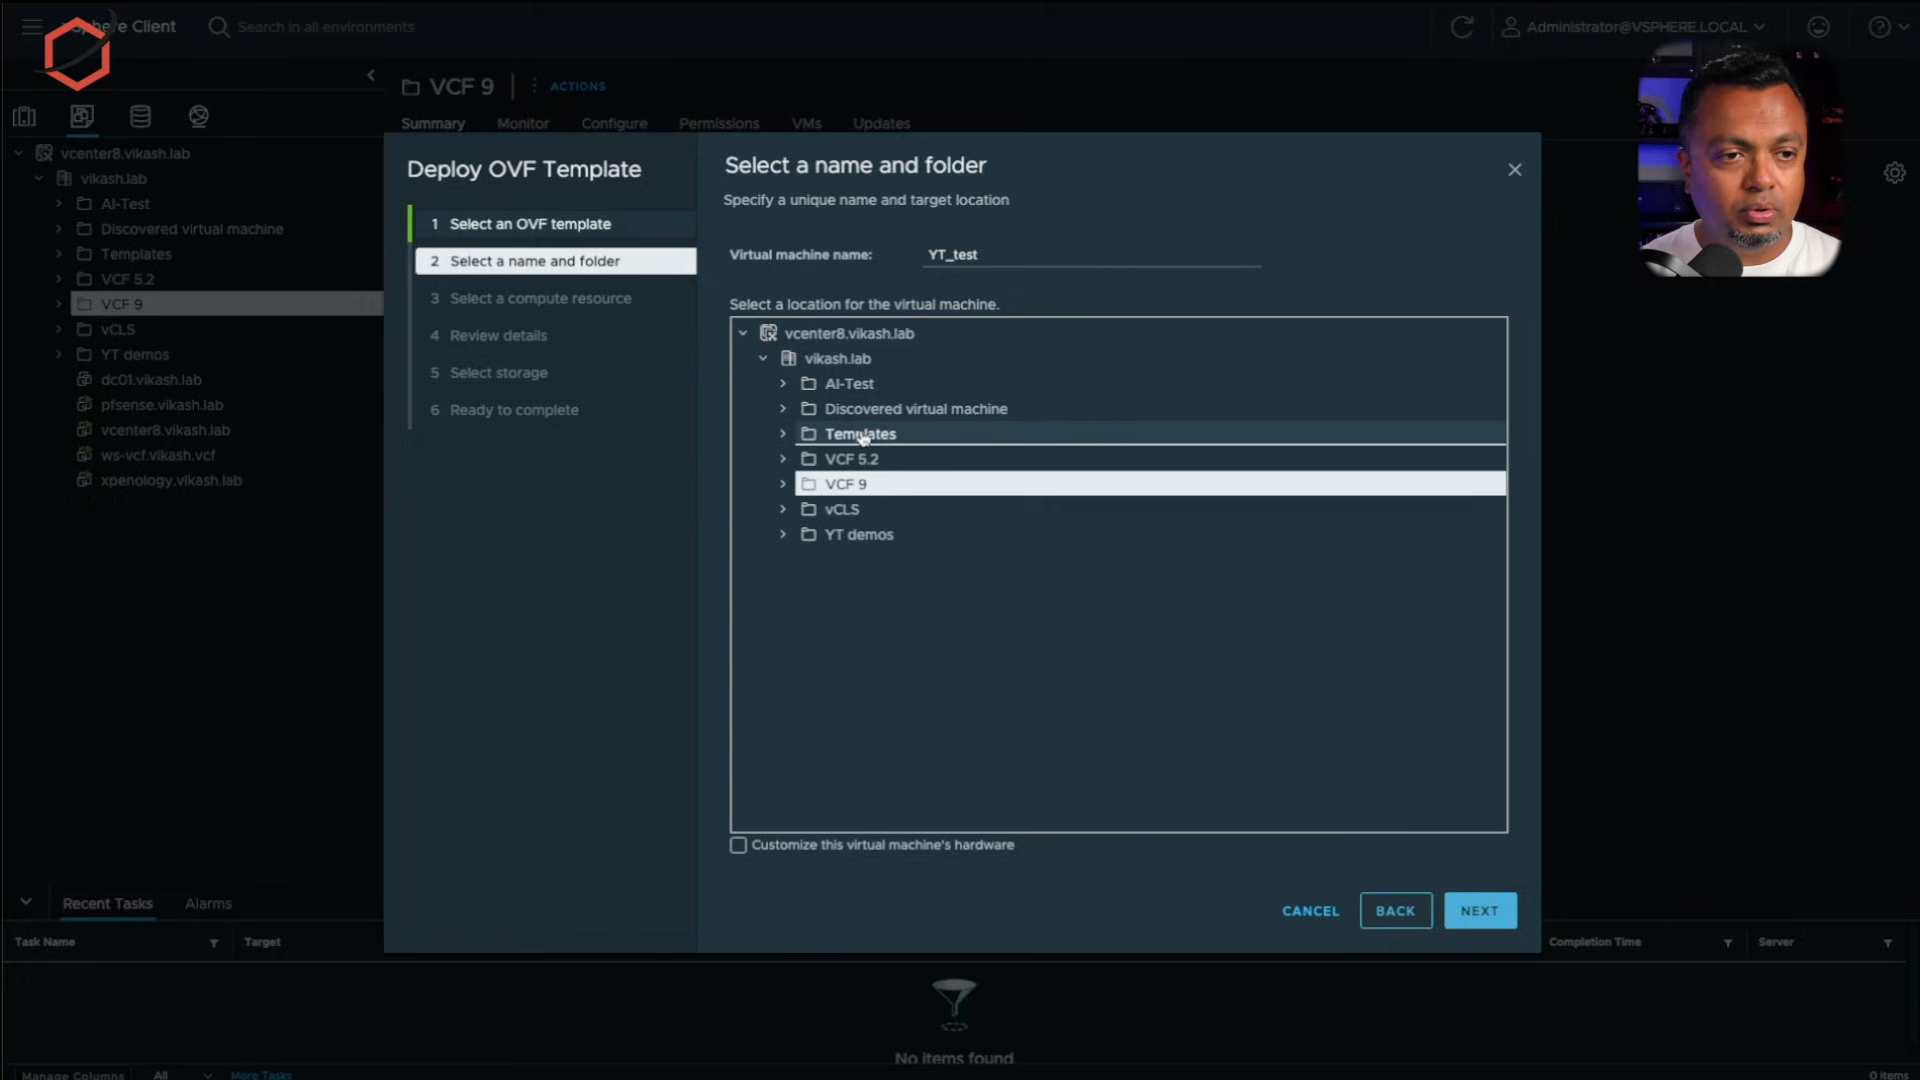 vSphere Client
Search in all environments
Administrator@VSPHERE.LOCAL
VCF 9
ACTIONS
Summary
Monitor
Configure
Permissions
VMs
Updates
vcenter8.vikash.lab
vikash.lab
AI-Test
Discovered virtual machine
Templates
VCF 5.2
VCF 9
vCLS
YT demos
dc01.vikash.lab
pfsense.vikash.lab
vcenter8.vikash.lab
ws-vcf.vikash.vcf
xpenology.vikash.lab
Deploy OVF Template
1 Select an OVF template
2 Select a name and folder
3 Select a compute resource
4 Review details
5 Select storage
6 Ready to complete
Select a name and folder
Specify a unique name and target location
Virtual machine name: YT_test
Select a location for the virtual machine.
vcenter8.vikash.lab
vikash.lab
AI-Test
Discovered virtual machine
Templates
VCF 5.2
VCF 9
vCLS
YT demos
Customize this virtual machine's hardware
CANCEL
BACK
NEXT
Recent Tasks
Alarms
Task Name
Target
Completion Time
Server
No items found
Manage Columns
All
More Tasks
0 items